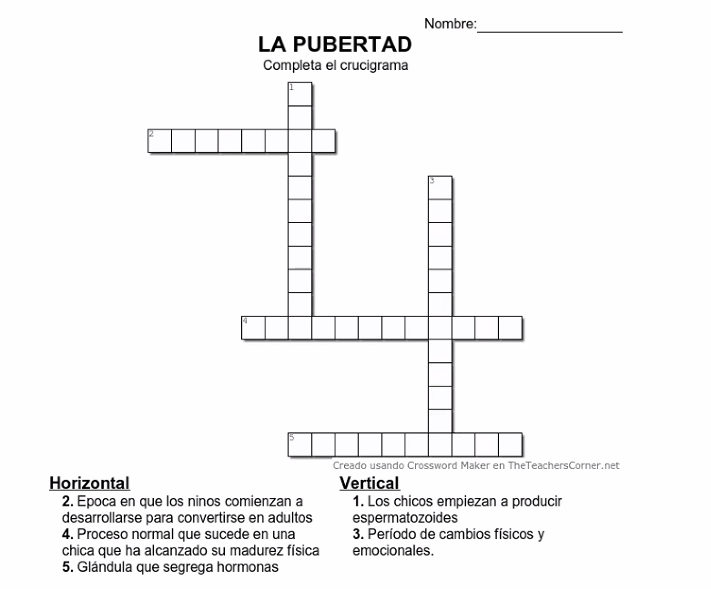 Nombre:
LA PUBERTAD
Completa el crucigrama
1
2
3
4
5
Creado usando Crossword Maker en TheTeachersCorner.net
Horizontal
2. Epoca en que los ninos comienzan a
desarrollarse para convertirse en adultos
4. Proceso normal que sucede en una
chica que ha alcanzado su madurez física
5. Glándula que segrega hormonas
Vertical
1. Los chicos empiezan a producir
espermatozoides
3. Período de cambios físicos y
emocionales.